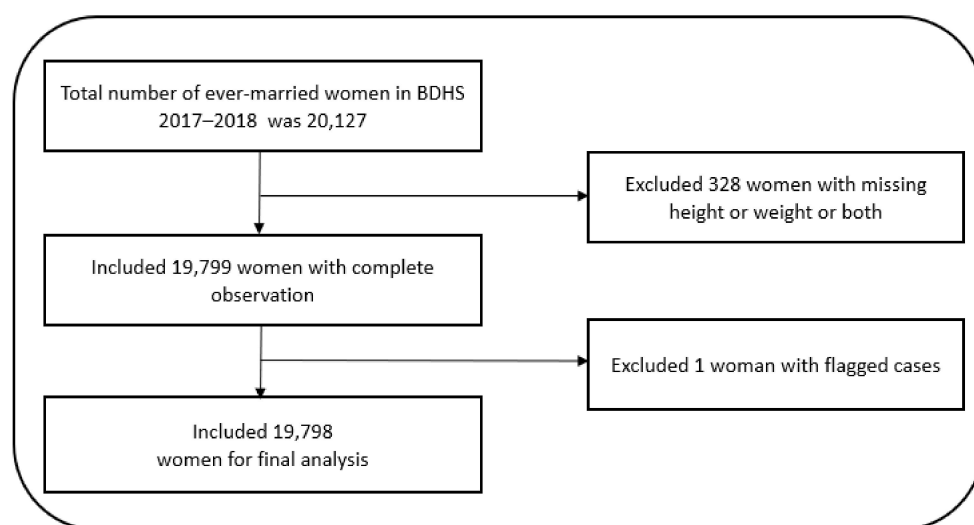 Total number of ever-married women in BDHS
2017–2018 was 20,127
Excluded 328 women with missing
height or weight or both
Included 19,799 women with complete
observation
Excluded 1 woman with flagged cases
Included 19,798
women for final analysis